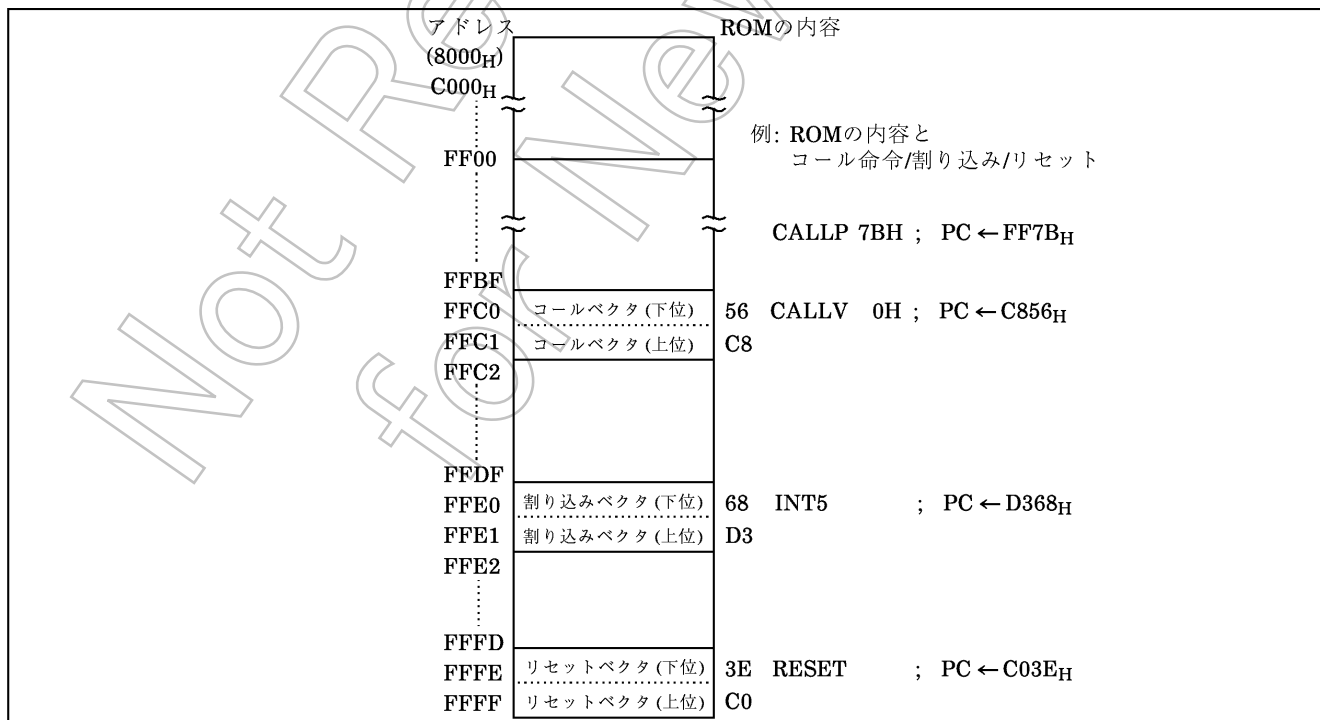 アドレス ROMの内容
(8000H)
C000H
例: ROMの内容と
コール命令/割り込み/リセット
FF00
CALLP 7BH ; PC ← FF7BH
FFBF
FFC0 コールベクタ(下位) 56 CALLV 0H ; PC ← C856H
FFC1 コールベクタ(上位) C8
FFC2
FFDF
FFE0 割り込みベクタ(下位) 68 INT5 ; PC ← D368H
FFE1 割り込みベクタ(上位) D3
FFE2
FFFD
FFFE リセットベクタ(下位) 3E RESET ; PC ← C03EH
FFFF リセットベクタ(上位) C0
Not Re
for New